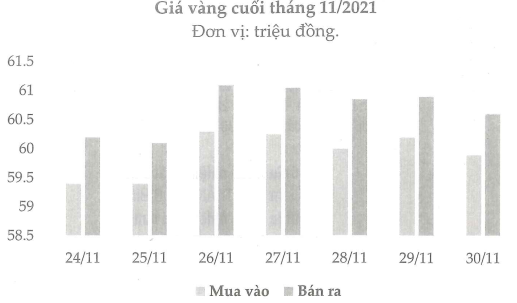 Giá vàng cuối tháng 11/2021
Đơn vị: triệu đồng.
61.5
61
60.5
60
59.5
59
58.5
24/11 25/11 26/11 27/11 28/11 29/11 30/11
Mua vào Bán ra